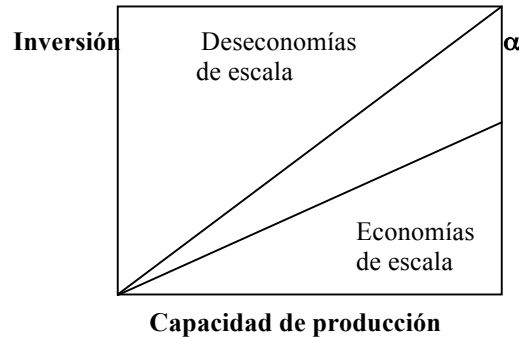 Inversión
Deseconomías
de escala
α
Economías
de escala
Capacidad de producción